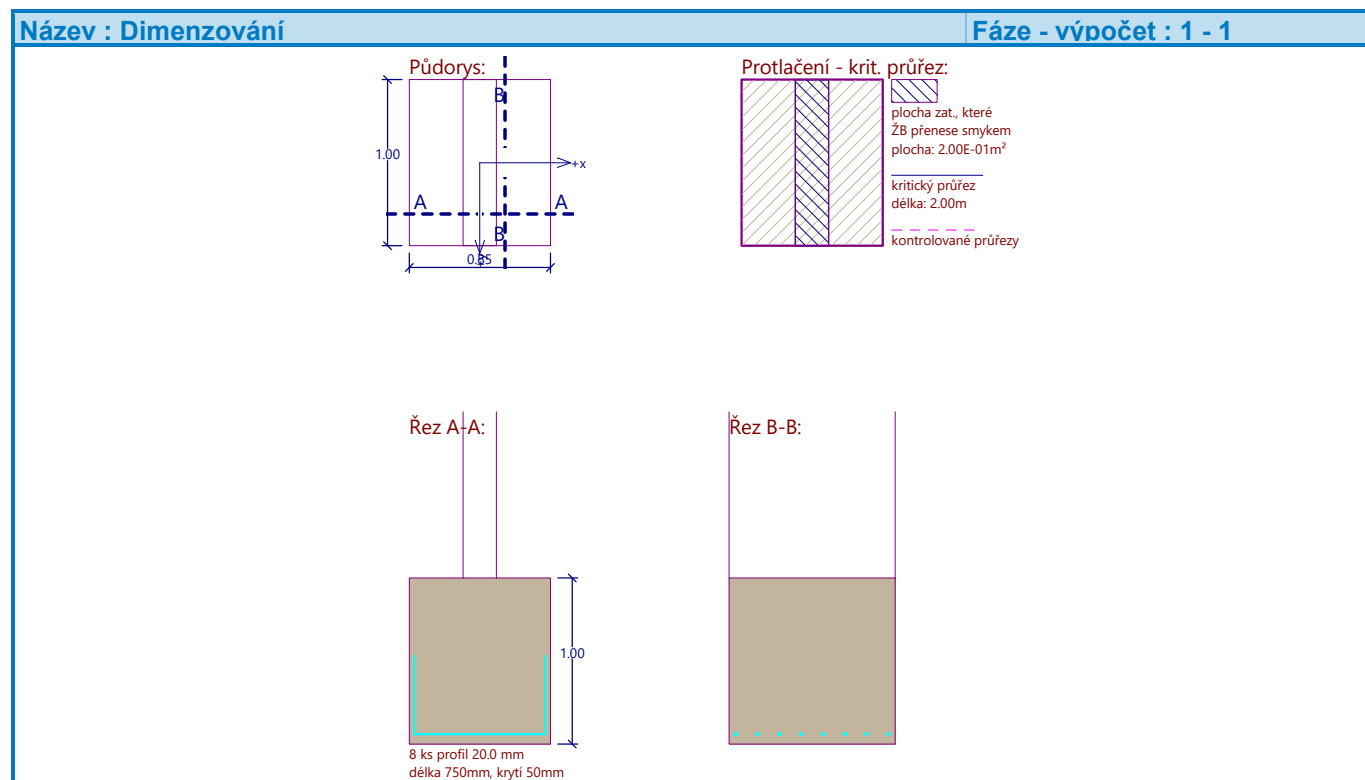 Název : Dimenzování
Fáze - výpočet : 1 - 1
Půdorys:
B
1.00
+x
A
A
B
0.85
Protlačení - krit. průřez:
plocha zat., které
ŽB přenese smykem
plocha: 2.00E-01m²
kritický průřez
délka: 2.00m
kontrolované průřezy
Řez A-A:
1.00
8 ks profil 20.0 mm
délka 750mm, krytí 50mm
Řez B-B: